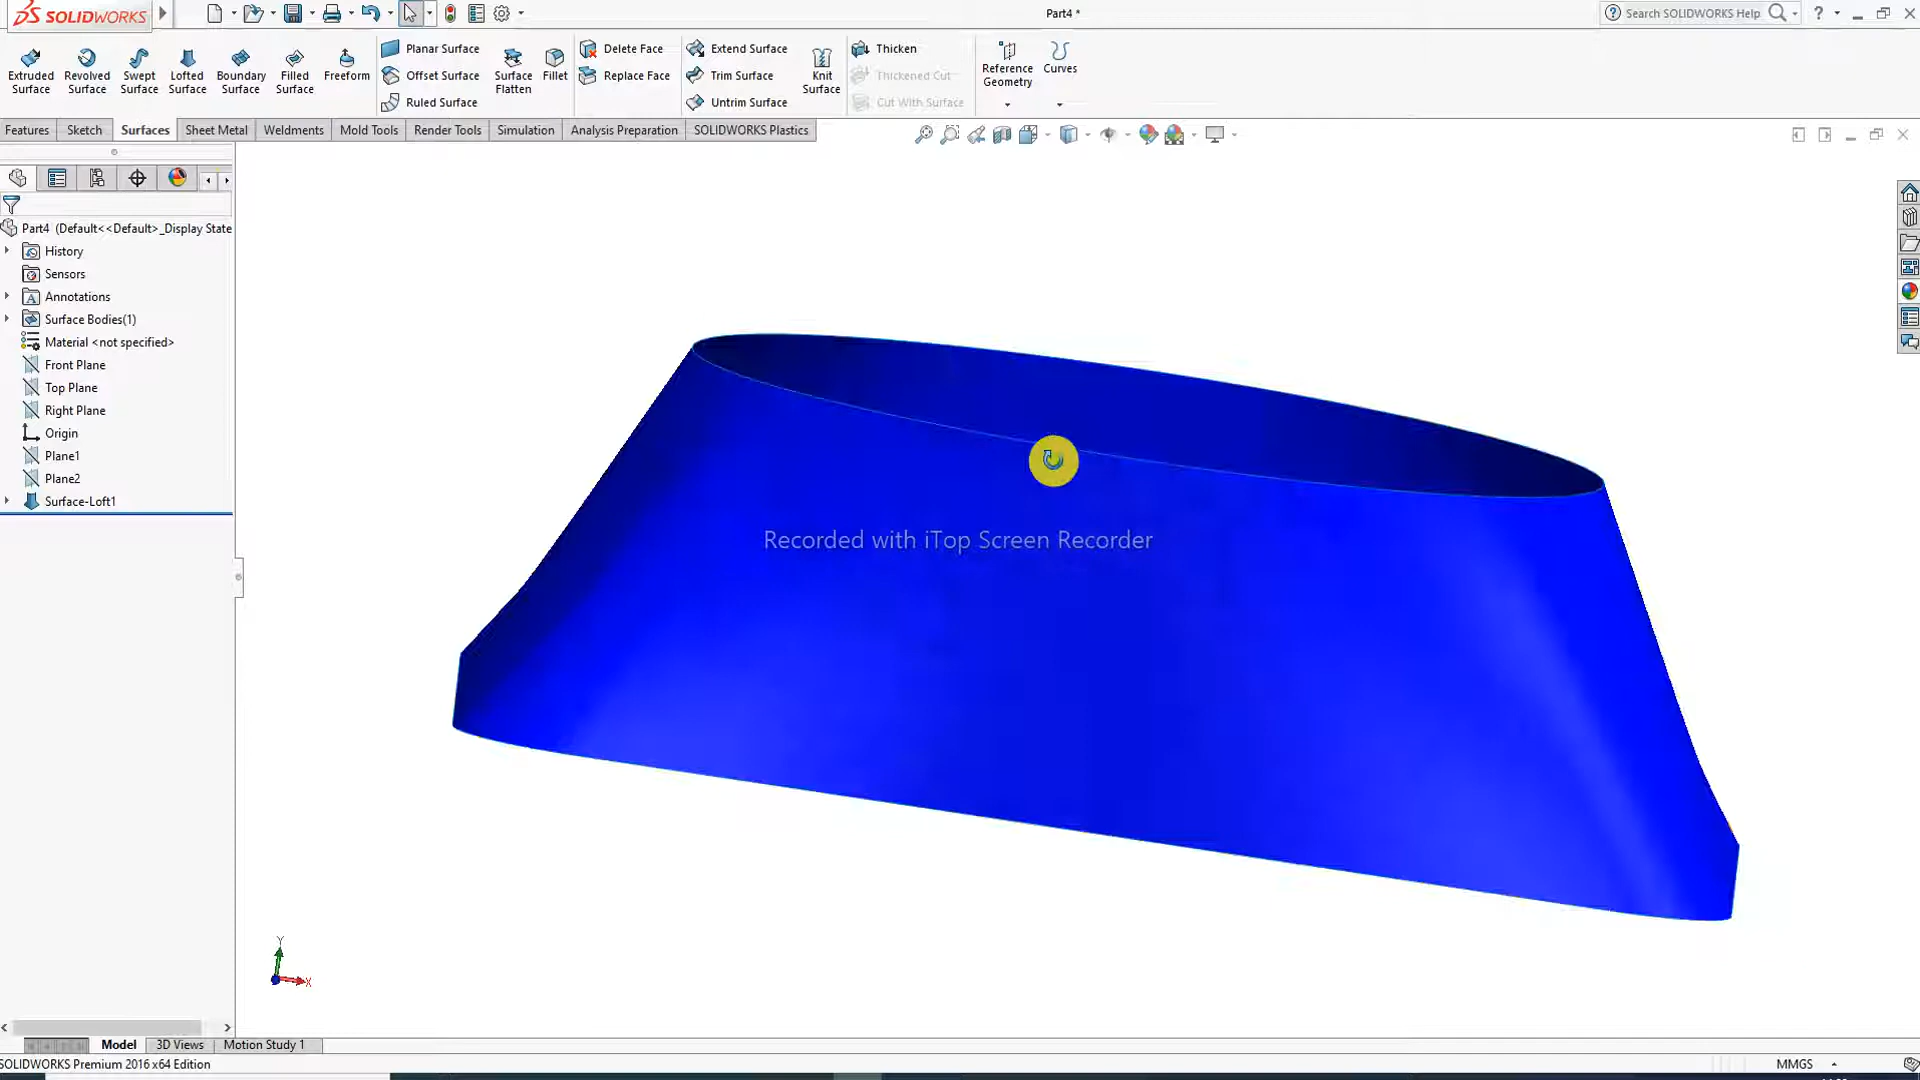 SOLIDWORKS
Part4 *
Search SOLIDWORKS Help
Extruded Surface
Revolved Surface
Swept Surface
Lofted Surface
Boundary Surface
Filled Surface
Freeform
Planar Surface
Offset Surface
Ruled Surface
Surface Flatten
Fillet
Delete Face
Replace Face
Extend Surface
Trim Surface
Untrim Surface
Knit Surface
Thicken
Thickened Cut
Cut With Surface
Reference Geometry
Curves
Features
Sketch
Surfaces
Sheet Metal
Weldments
Mold Tools
Render Tools
Simulation
Analysis Preparation
SOLIDWORKS Plastics
Part4 (Default<<Default>_Display State
History
Sensors
Annotations
Surface Bodies(1)
Material <not specified>
Front Plane
Top Plane
Right Plane
Origin
Plane1
Plane2
Surface-Loft1
Recorded with iTop Screen Recorder
Y
X
Model
3D Views
Motion Study 1
SOLIDWORKS Premium 2016 x64 Edition
MMGS